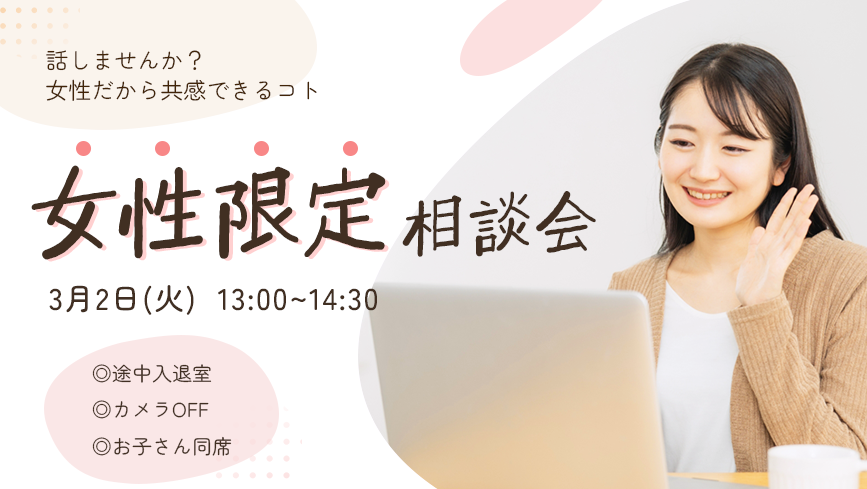 話しませんか？
女性だから共感できるコト
女性限定 相談会
3月2日(火) 13:00~14:30
◎途中入退室
◎カメラOFF
◎お子さん同席